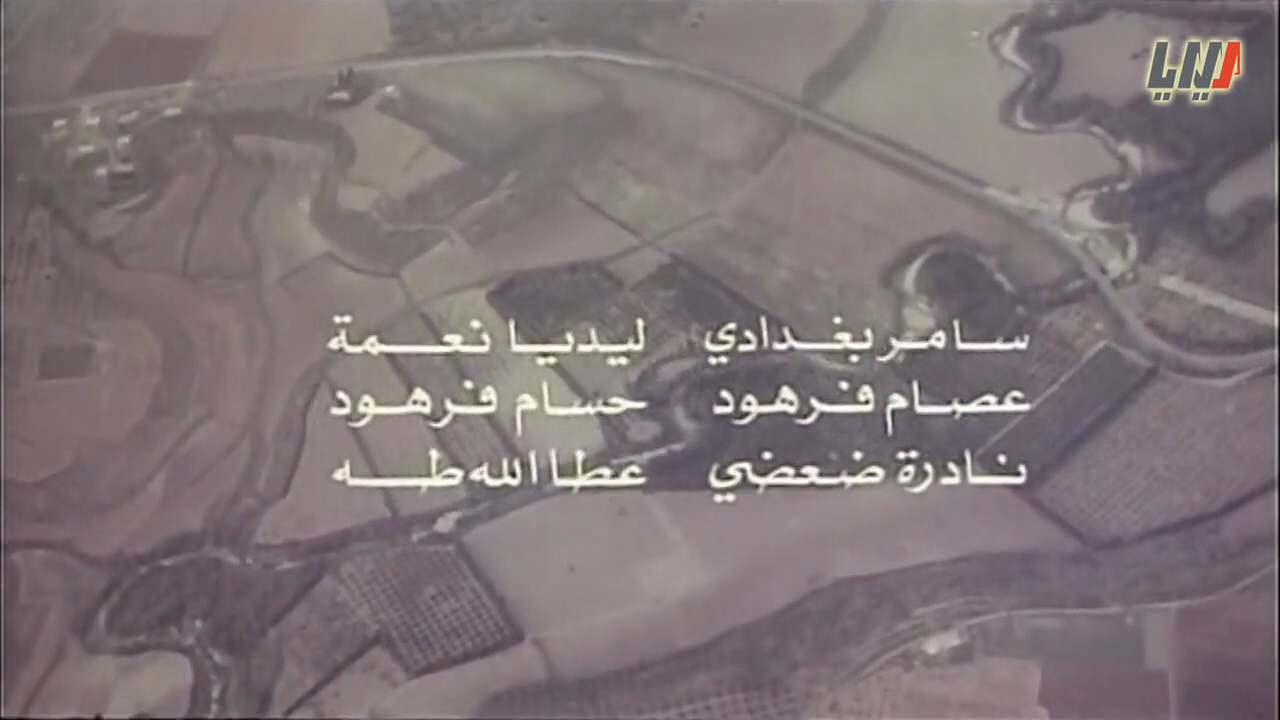 سامر بغدادي ليديا نعمة
عصام فرهود حسام فرهود
نادرة ضعضي عطا الله طه